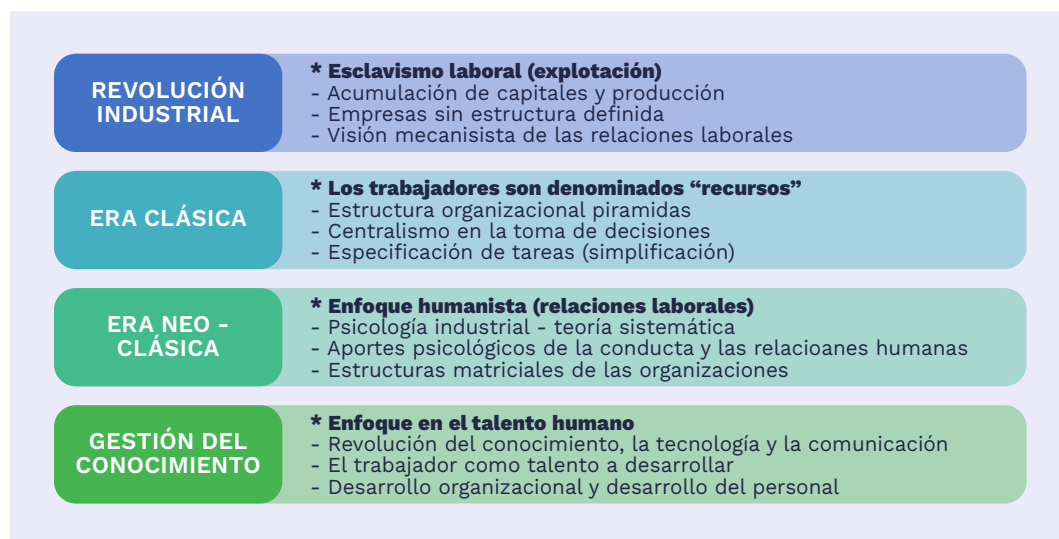 REVOLUCIÓN
INDUSTRIAL
* Esclavismo laboral (explotación)
- Acumulación de capitales y producción
- Empresas sin estructura definida
- Visión mecanisista de las relaciones laborales
ERA CLÁSICA
* Los trabajadores son denominados “recursos”
- Estructura organizacional piramidas
- Centralismo en la toma de decisiones
- Especificación de tareas (simplificación)
ERA NEO -
CLÁSICA
* Enfoque humanista (relaciones laborales)
- Psicología industrial - teoría sistemática
- Aportes psicológicos de la conducta y las relacioanes humanas
- Estructuras matriciales de las organizaciones
GESTIÓN DEL
CONOCIMIENTO
* Enfoque en el talento humano
- Revolución del conocimiento, la tecnología y la comunicación
- El trabajador como talento a desarrollar
- Desarrollo organizacional y desarrollo del personal